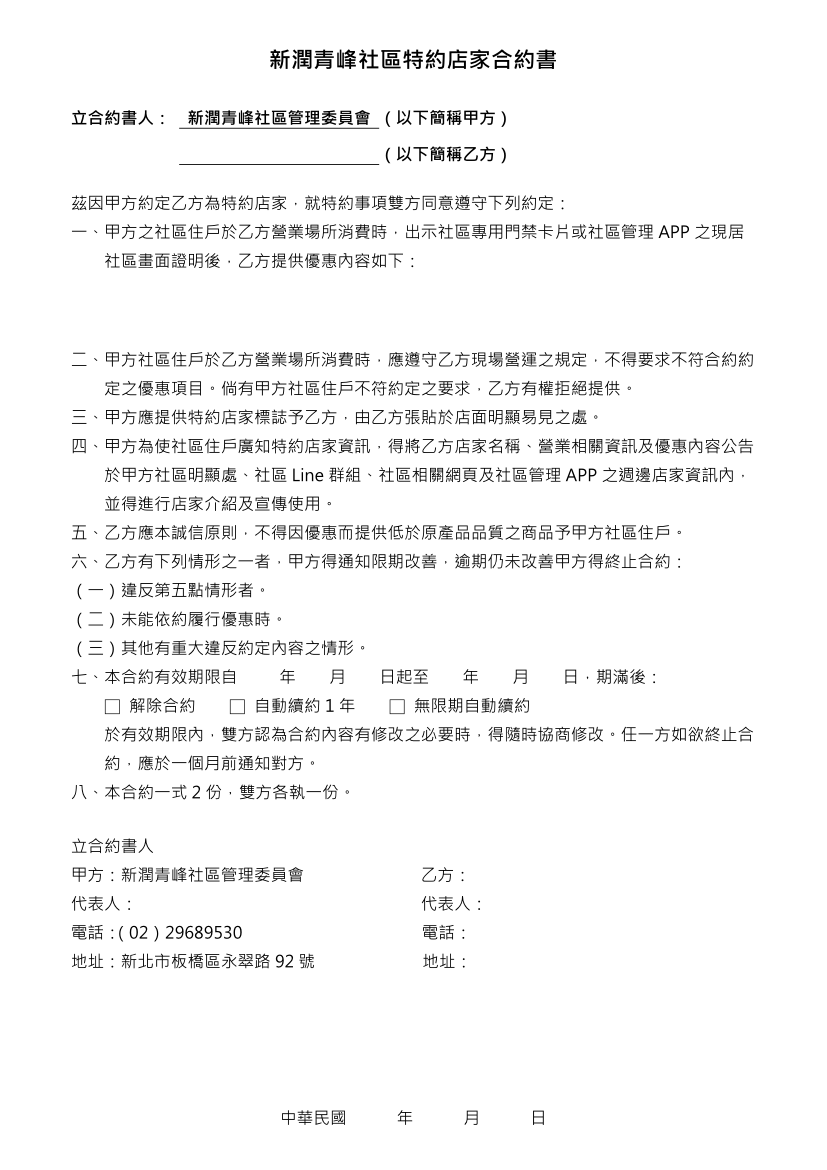 新潤青峰社區特約店家合約書
立合約書人： 新潤青峰社區管理委員會 （以下簡稱甲方）
（以下簡稱乙方）
茲因甲方約定乙方為特約店家，就特約事項雙方同意遵守下列約定：
一、甲方之社區住戶於乙方營業場所消費時，出示社區專用門禁卡片或社區管理 APP 之現居
社區畫面證明後，乙方提供優惠內容如下：
二、甲方社區住戶於乙方營業場所消費時，應遵守乙方現場營運之規定，不得要求不符合約約
定之優惠項目。倘有甲方社區住戶不符約定之要求，乙方有權拒絕提供。
三、甲方應提供特約店家標誌予乙方，由乙方張貼於店面明顯易見之處。
四、甲方為使社區住戶廣知特約店家資訊，得將乙方店家名稱、營業相關資訊及優惠內容公告
於甲方社區明顯處、社區 Line 群組、社區相關網頁及社區管理 APP 之週邊店家資訊內，
並得進行店家介紹及宣傳使用。
五、乙方應本誠信原則，不得因優惠而提供低於原產品品質之商品予甲方社區住戶。
六、乙方有下列情形之一者，甲方得通知限期改善，逾期仍未改善甲方得終止合約：
（一）違反第五點情形者。
（二）未能依約履行優惠時。
（三）其他有重大違反約定內容之情形。
七、本合約有效期限自 年 月 日起至 年 月 日，期滿後：
□ 解除合約 □ 自動續約 1 年 □ 無限期自動續約
於有效期限內，雙方認為合約內容有修改之必要時，得隨時協商修改。任一方如欲終止合
約，應於一個月前通知對方。
八、本合約一式 2 份，雙方各執一份。
立合約書人
甲方：新潤青峰社區管理委員會 乙方：
代表人： 代表人：
電話：（02）29689530 電話：
地址：新北市板橋區永翠路 92 號 地址：
中華民國 年 月 日